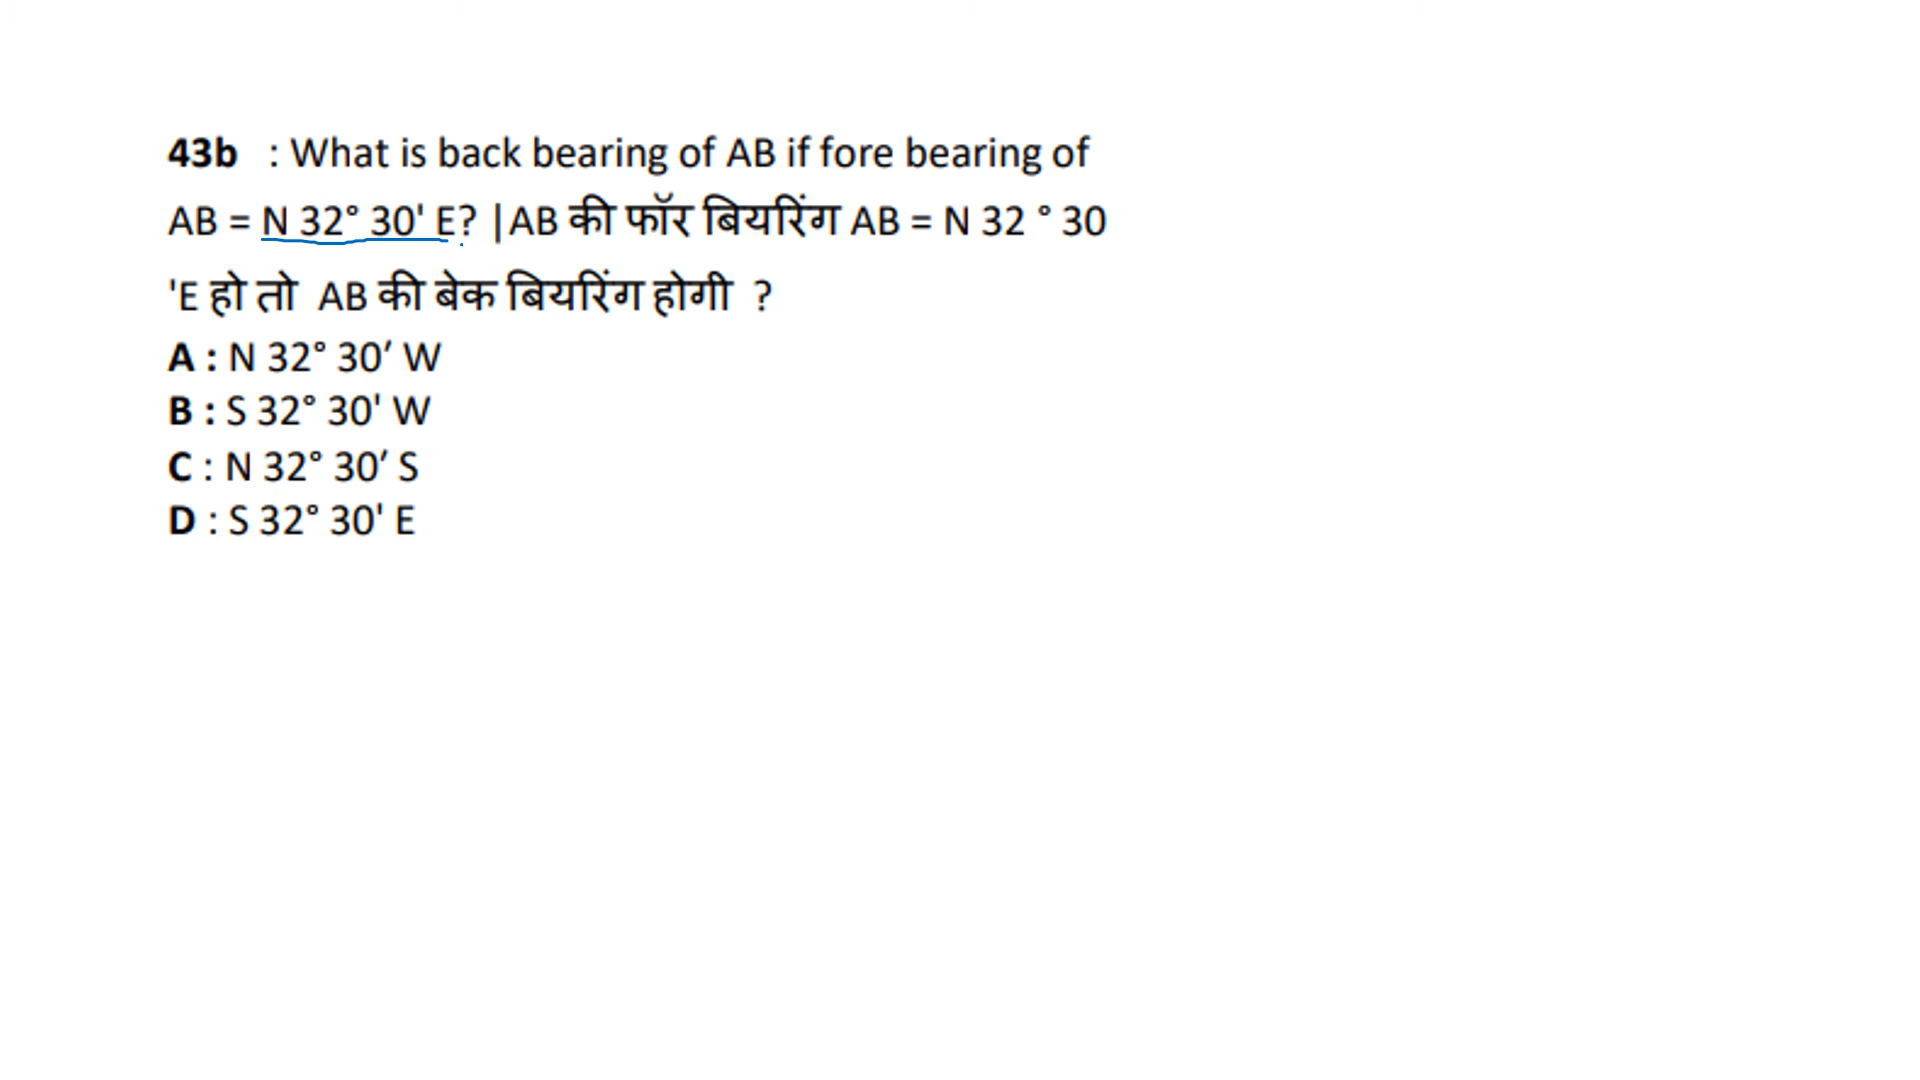 43b : What is back bearing of AB if fore bearing of
AB = N 32° 30' E? |AB की फॉर बियरिंग AB = N 32 ° 30
'E हो तो AB की बेक बियरिंग होगी ?
A : N 32° 30′ W
B : S 32° 30' W
C : N 32° 30′ S
D : S 32° 30' E